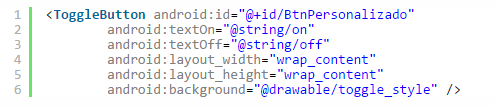 1 <ToggleButton android:id="@+id/BtnPersonalizado"
2 android:textOn="@string/on"
3 android:textOff="@string/off"
4 android:layout_width="wrap_content"
5 android:layout_height="wrap_content"
6 android:background="@drawable/toggle_style" />